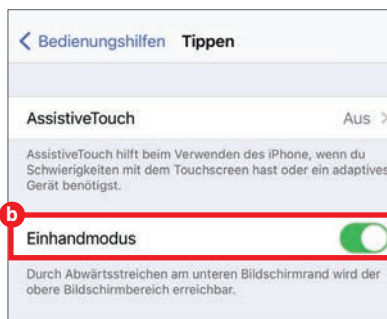 Bedienungshilfen Tippen
AssistiveTouch Aus
AssistiveTouch hilft beim Verwenden des iPhone, wenn du
Schwierigkeiten mit dem Touchscreen hast oder ein adaptives
Gerät benötigst.
b
Einhandmodus
Durch Abwärtsstreichen am unteren Bildschirmrand wird der
obere Bildschirmbereich erreichbar.